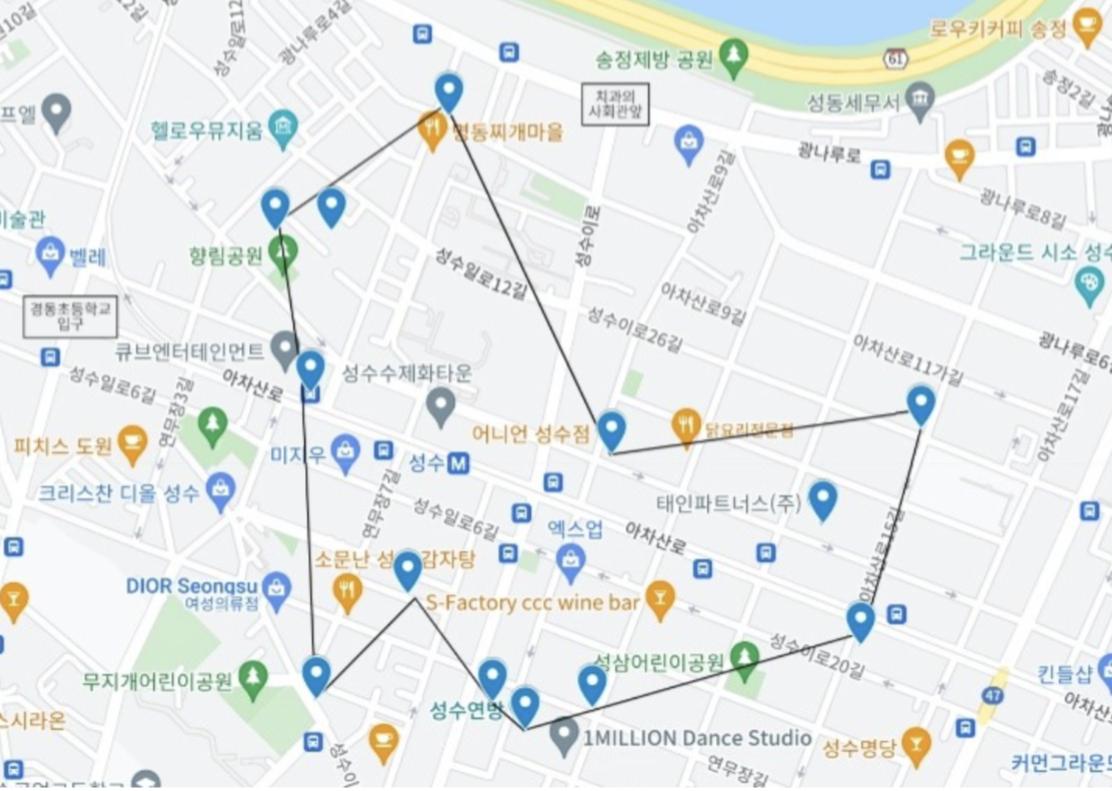 로우키커피 송정
성수일로12
광나루로4길
송정제방 공원
61
송정2길
치과의
사회관앞
성동세무서
프엘
헬로우뮤지움
명동찌개마을
광나루로
아차산로9길
광나루로8길
미술관
벨레
향림공원
성수이로
성수일로12길
그라운드 시소 성수
경동초등학교
입구
아차산로9길
성수이로26길
큐브엔터테인먼트
아차산로
성수수제화타운
아차산로11가길
광나루로6길
성수일로6길
연무장3길
아차산로17길
피치스 도원
어니언 성수점
닭요리전문점
미지우
성수
M
크리스찬 디올 성수
연무장7길
성수일로6길
태인파트너스(주)
엑스업
아차산로
아차산로15길
소문난 성
감자탕
DIOR Seongsu
여성의류점
S-Factory ccc wine bar
성수이로20길
성삼어린이공원
무지개어린이공원
47
킨들샵
성수연방
아차산
스시라온
성수이
1MILLION Dance Studio
성수명당
연무장길
커먼그라운드